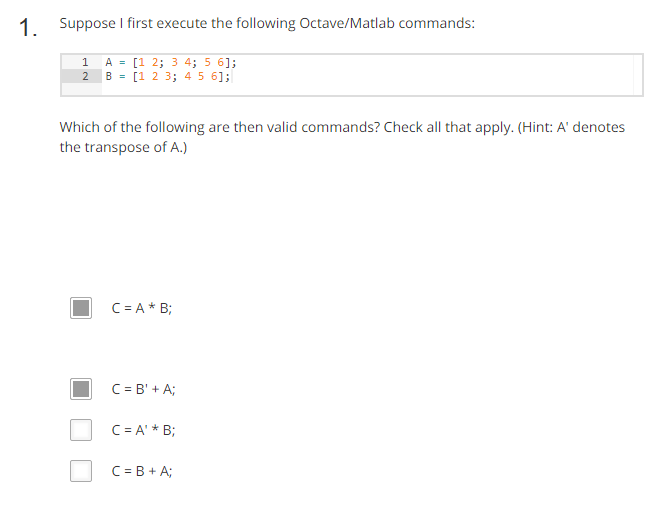 1. Suppose I first execute the following Octave/Matlab commands:
1 A = [1 2; 3 4; 5 6];
2 B = [1 2 3; 4 5 6];
Which of the following are then valid commands? Check all that apply. (Hint: A' denotes
the transpose of A.)
C = A * B;
C = B' + A;
C = A' * B;
C = B + A;